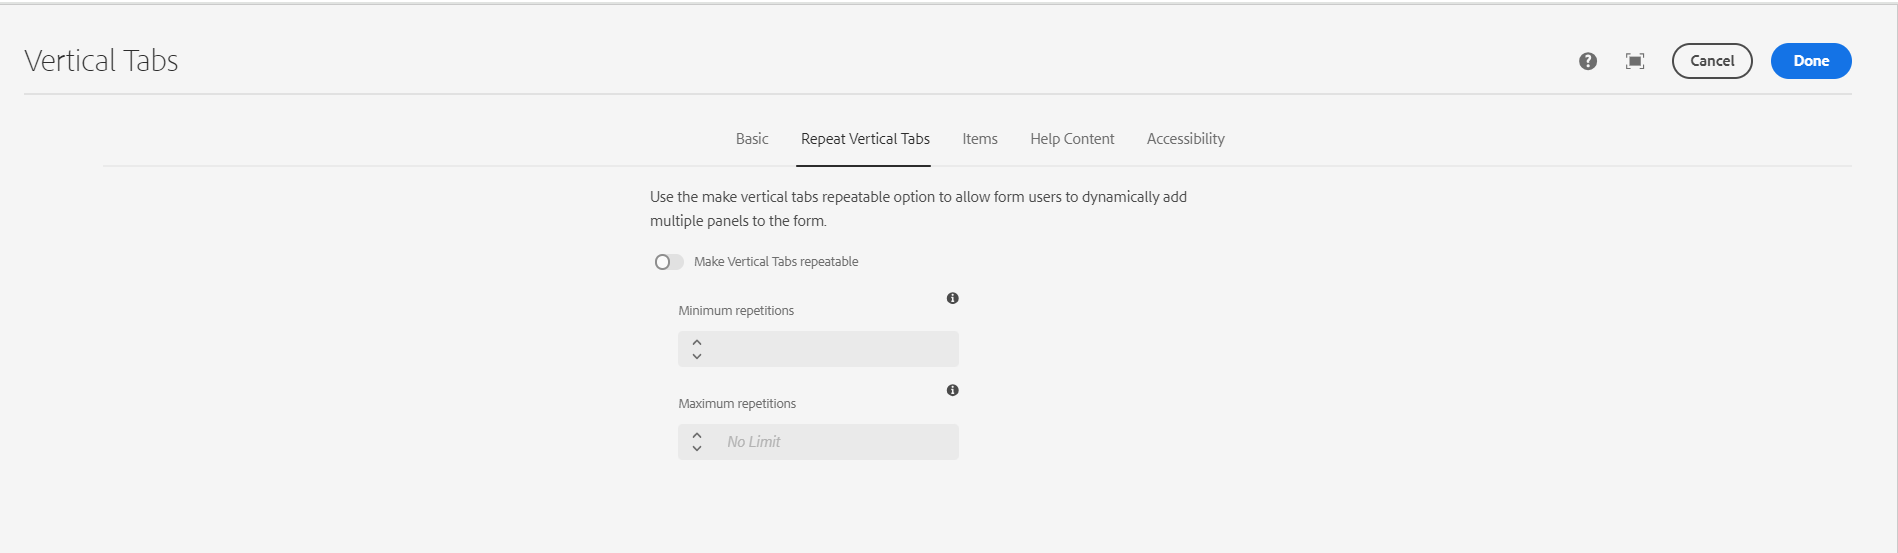 Vertical Tabs
Cancel
Done
Basic
Repeat Vertical Tabs
Items
Help Content
Accessibility
Use the make vertical tabs repeatable option to allow form users to dynamically add
multiple panels to the form.
Make Vertical Tabs repeatable
Minimum repetitions
Maximum repetitions
No Limit